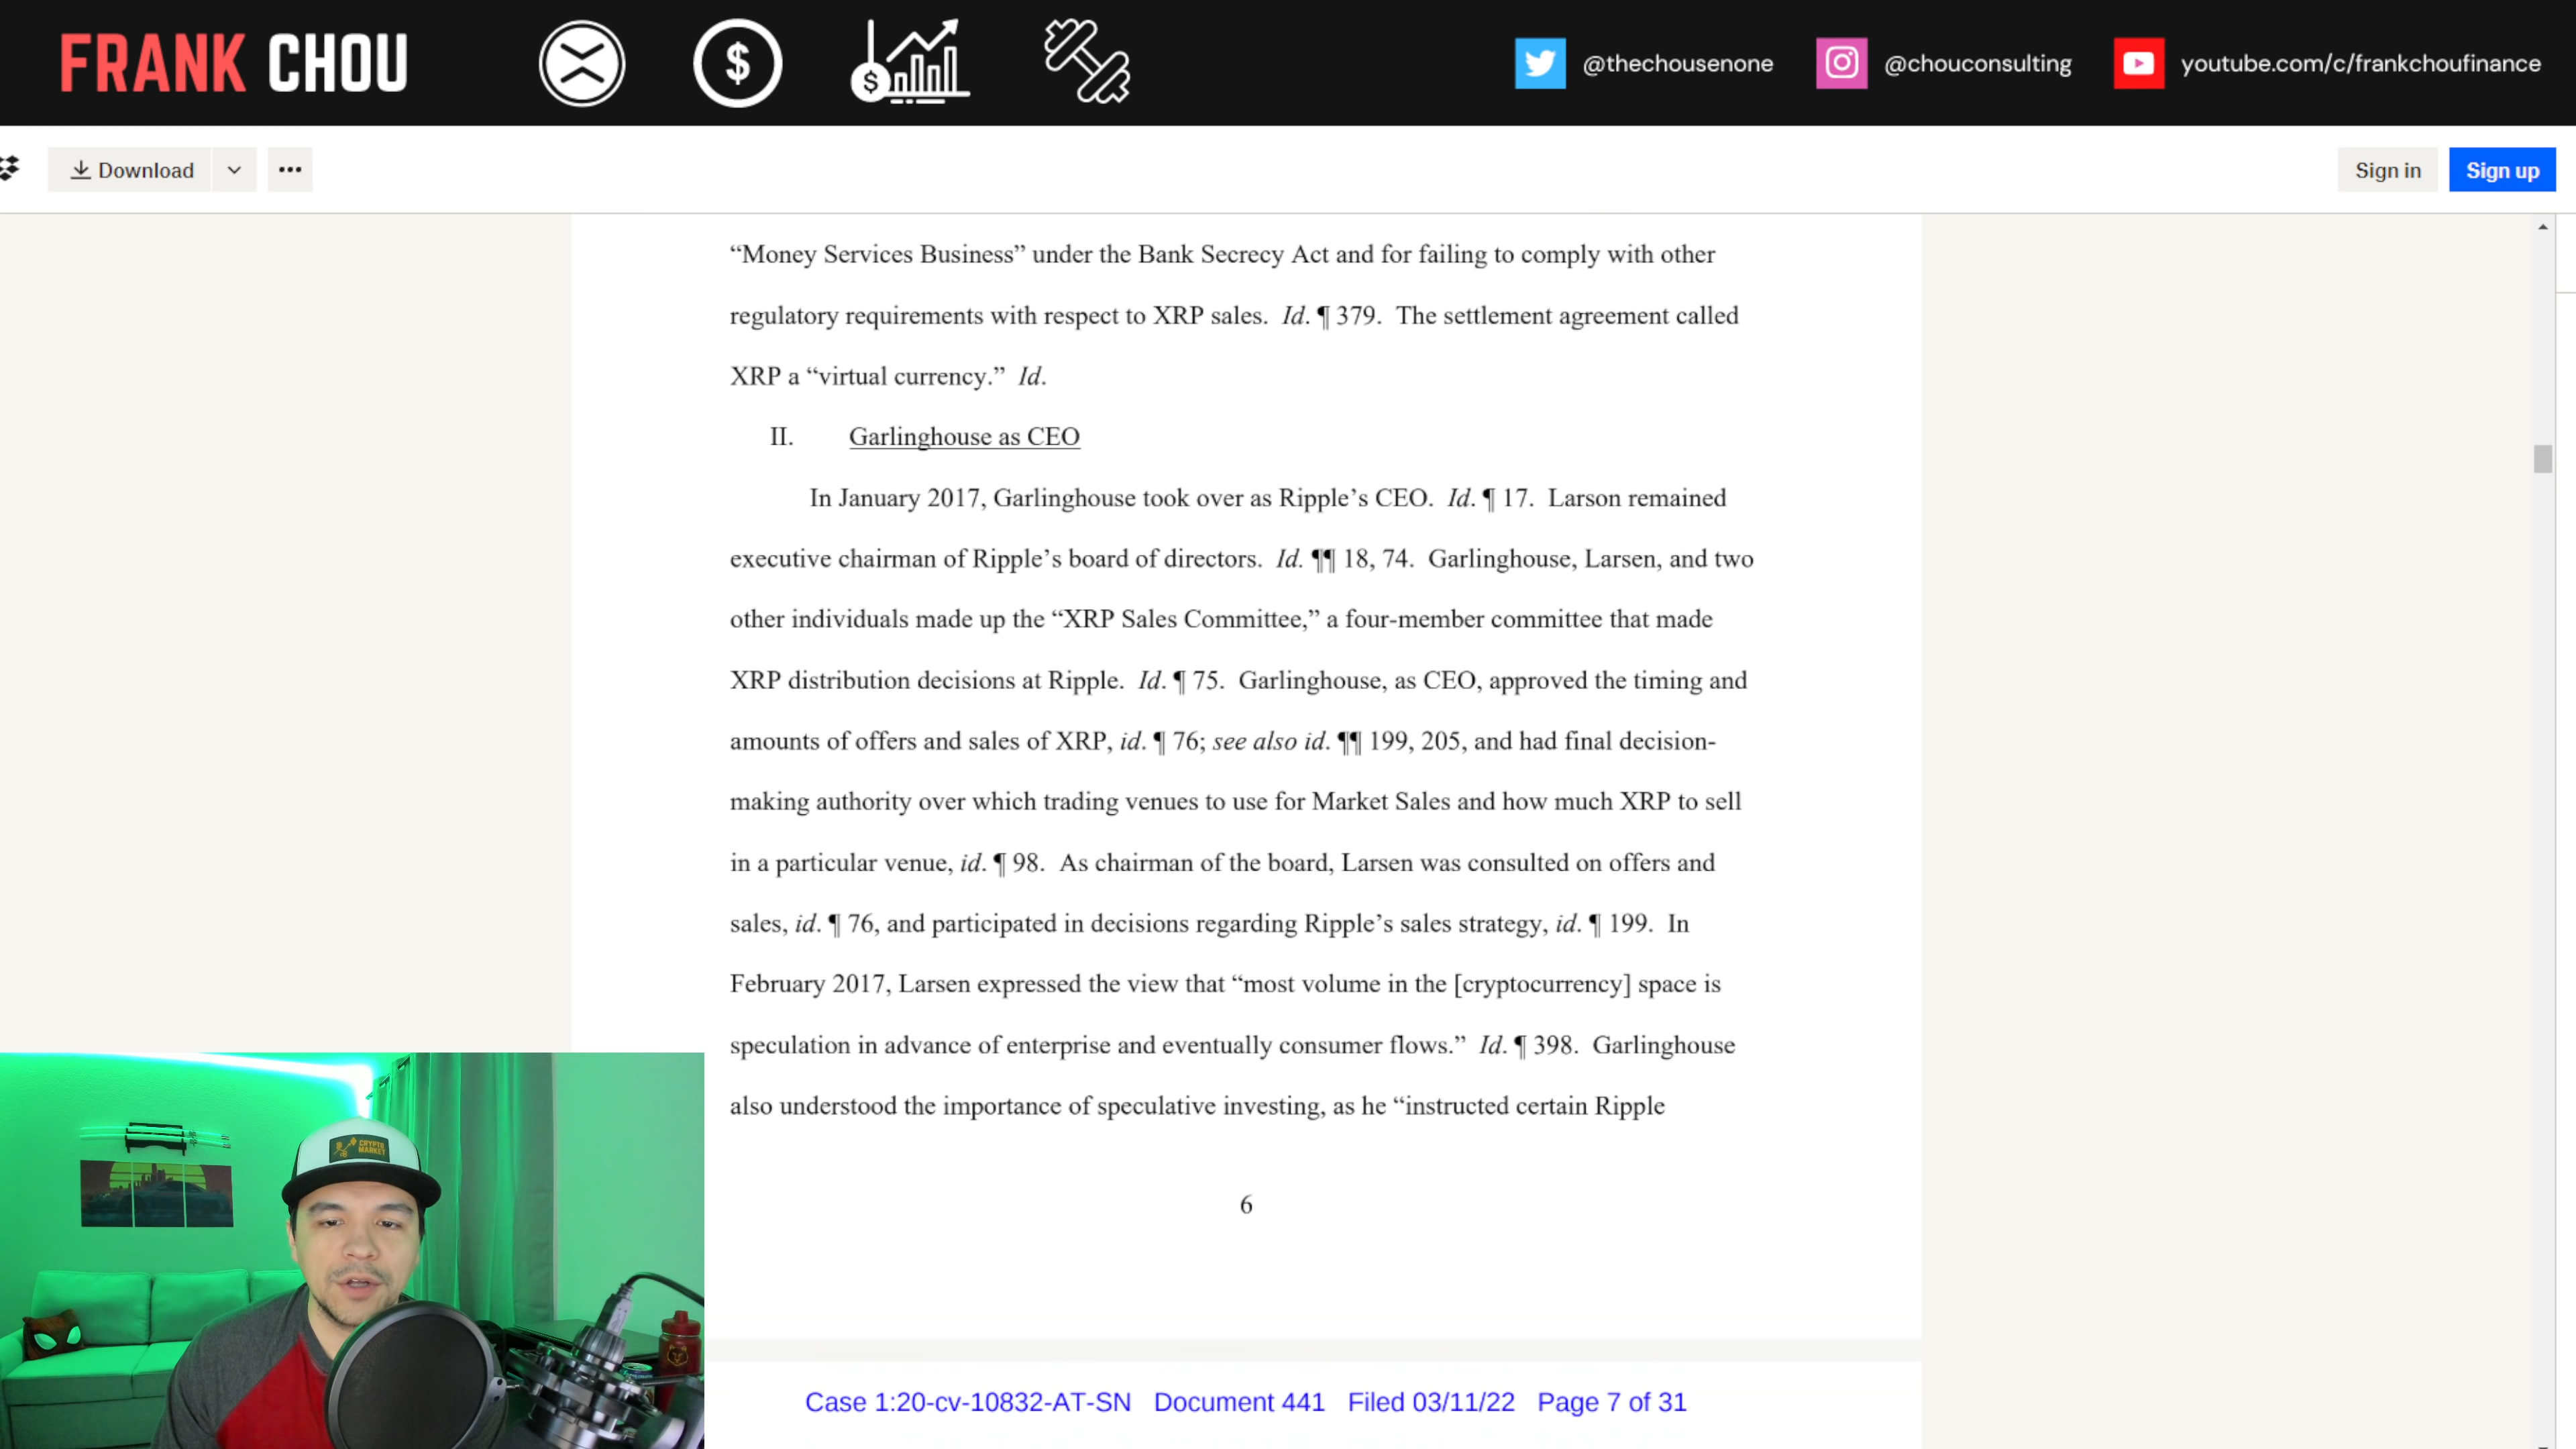 FRANK CHOU
$
$
@thechousenone
@chouconsulting
youtube.com/c/frankchoufinance
Download
Sign in
Sign up
“Money Services Business” under the Bank Secrecy Act and for failing to comply with other
regulatory requirements with respect to XRP sales. Id. ¶ 379. The settlement agreement called
XRP a “virtual currency.” Id.
II. Garlinghouse as CEO
In January 2017, Garlinghouse took over as Ripple’s CEO. Id. ¶ 17. Larson remained
executive chairman of Ripple’s board of directors. Id. ¶¶ 18, 74. Garlinghouse, Larsen, and two
other individuals made up the “XRP Sales Committee,” a four-member committee that made
XRP distribution decisions at Ripple. Id. ¶ 75. Garlinghouse, as CEO, approved the timing and
amounts of offers and sales of XRP, id. ¶ 76; see also id. ¶¶ 199, 205, and had final decision-
making authority over which trading venues to use for Market Sales and how much XRP to sell
in a particular venue, id. ¶ 98. As chairman of the board, Larsen was consulted on offers and
sales, id. ¶ 76, and participated in decisions regarding Ripple’s sales strategy, id. ¶ 199. In
February 2017, Larsen expressed the view that “most volume in the [cryptocurrency] space is
speculation in advance of enterprise and eventually consumer flows.” Id. ¶ 398. Garlinghouse
also understood the importance of speculative investing, as he “instructed certain Ripple
CRYPTO
MARKET
6
Case 1:20-cv-10832-AT-SN Document 441 Filed 03/11/22 Page 7 of 31